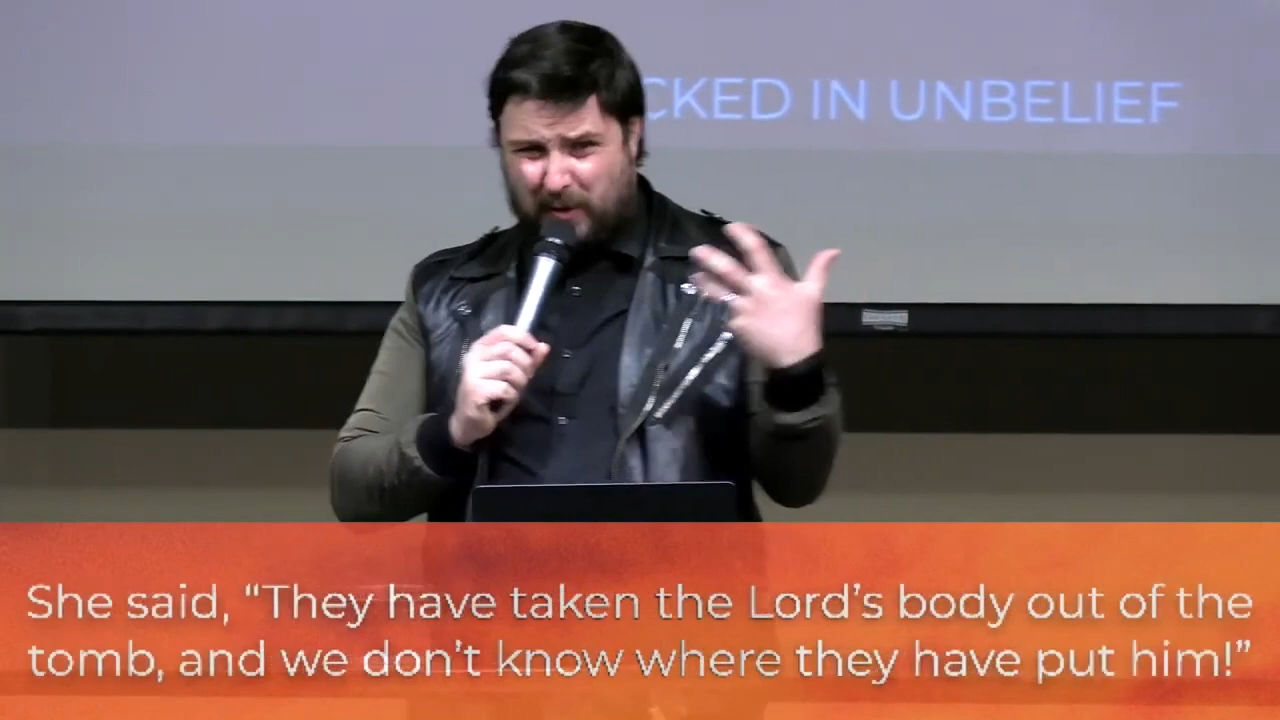 CKED IN UNBELIEF
She said, “They have taken the Lord’s body out of the
tomb, and we don’t know where they have put him!”